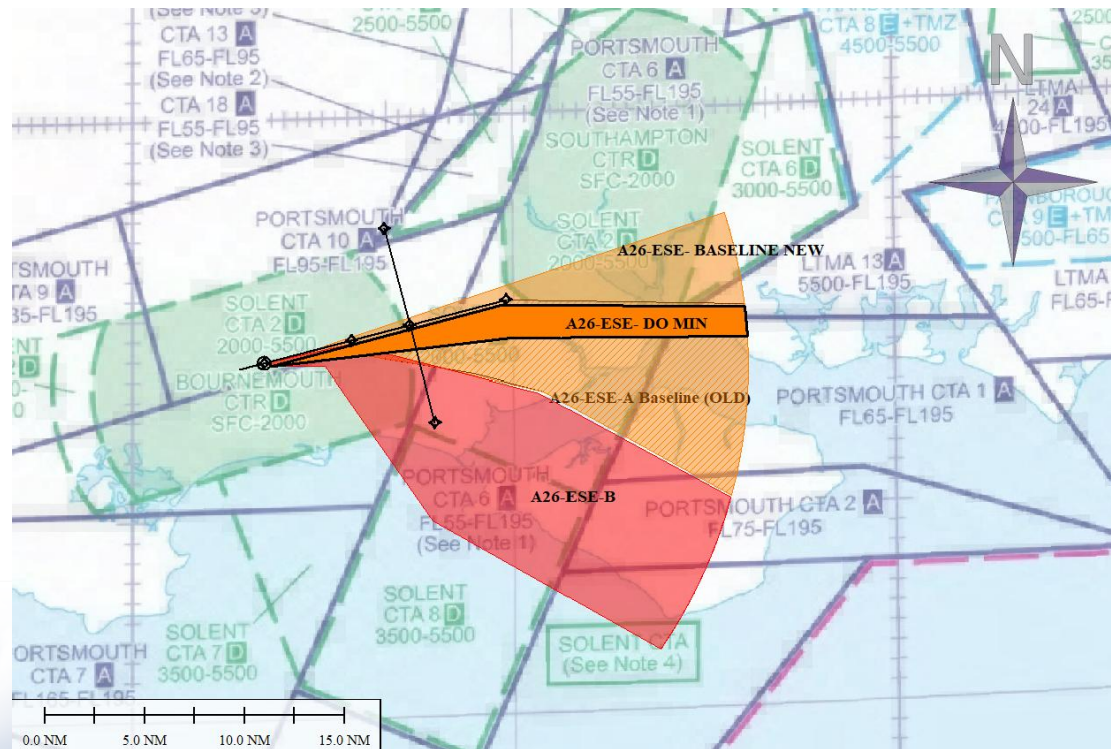 (See Note 3)
CTA 13 A
FL65-FL95
(See Note 2)
CTA 18 A
FL55-FL95
(See Note 3)
2500-5500
PORTSMOUTH
CTA 6 A
FL55-FL195
(See Note 1)
SOUTHAMPTON
CTR D
SFC-2000
SOLENT
CTA 2 D
2000-5500
SOLENT
CTA 6 D
3000-5500
CTA 8 E+TMZ
4500-5500
N
LTMA
24 A
4500-FL195
2500
PORTSMOUTH
CTA 10 A
FL95-FL195
A26-ESE- BASELINE NEW
LTMA 13 A
5500-FL195
LTMA
FL65-F
SOLENT
CTA 2 D
2000-5500
A26-ESE- DO MIN
2000-5500
BOURNEMOUTH
CTR D
SFC-2000
A26-ESE-A Baseline (OLD)
PORTSMOUTH CTA 1 A
FL65-FL195
PORTSMOUTH
CTA 6 A
FL55-FL195
(See Note 1)
A26-ESE-B
PORTSMOUTH CTA 2 A
FL75-FL195
SOLENT
CTA 8 D
3500-5500
SOLENT
CTA 7 D
3500-5500
SOLENT CTA
(See Note 4)
ORTSMOUTH
CTA 7 A
FL165-FL195
0.0 NM 5.0 NM 10.0 NM 15.0 NM